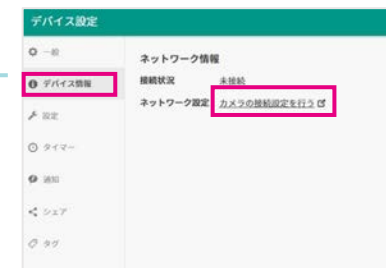 デバイス設定
一般
デバイス情報
設定
タイマー
通知
シェア
タグ
ネットワーク情報
接続状況 未接続
ネットワーク設定 カメラの接続設定を行う